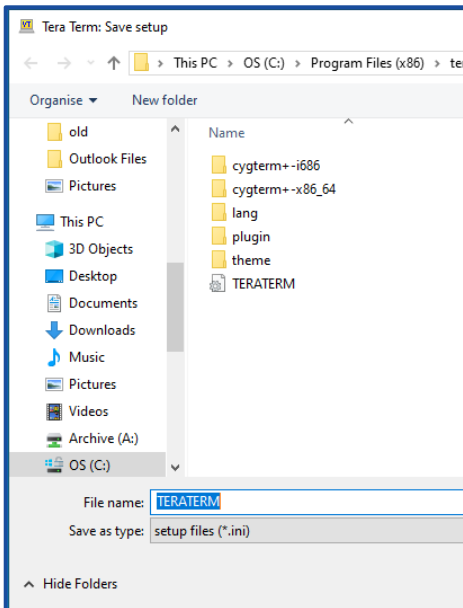 VT Tera Term: Save setup
This PC > OS (C:) > Program Files (x86) > te
Organise New folder
old
Outlook Files
Pictures
This PC
3D Objects
Desktop
Documents
Downloads
Music
Pictures
Videos
Archive (A:)
OS (C:)
Name
cygterm+-i686
cygterm+-x86_64
lang
plugin
theme
TERATERM
File name: TERATERM
Save as type: setup files (*.ini)
Hide Folders